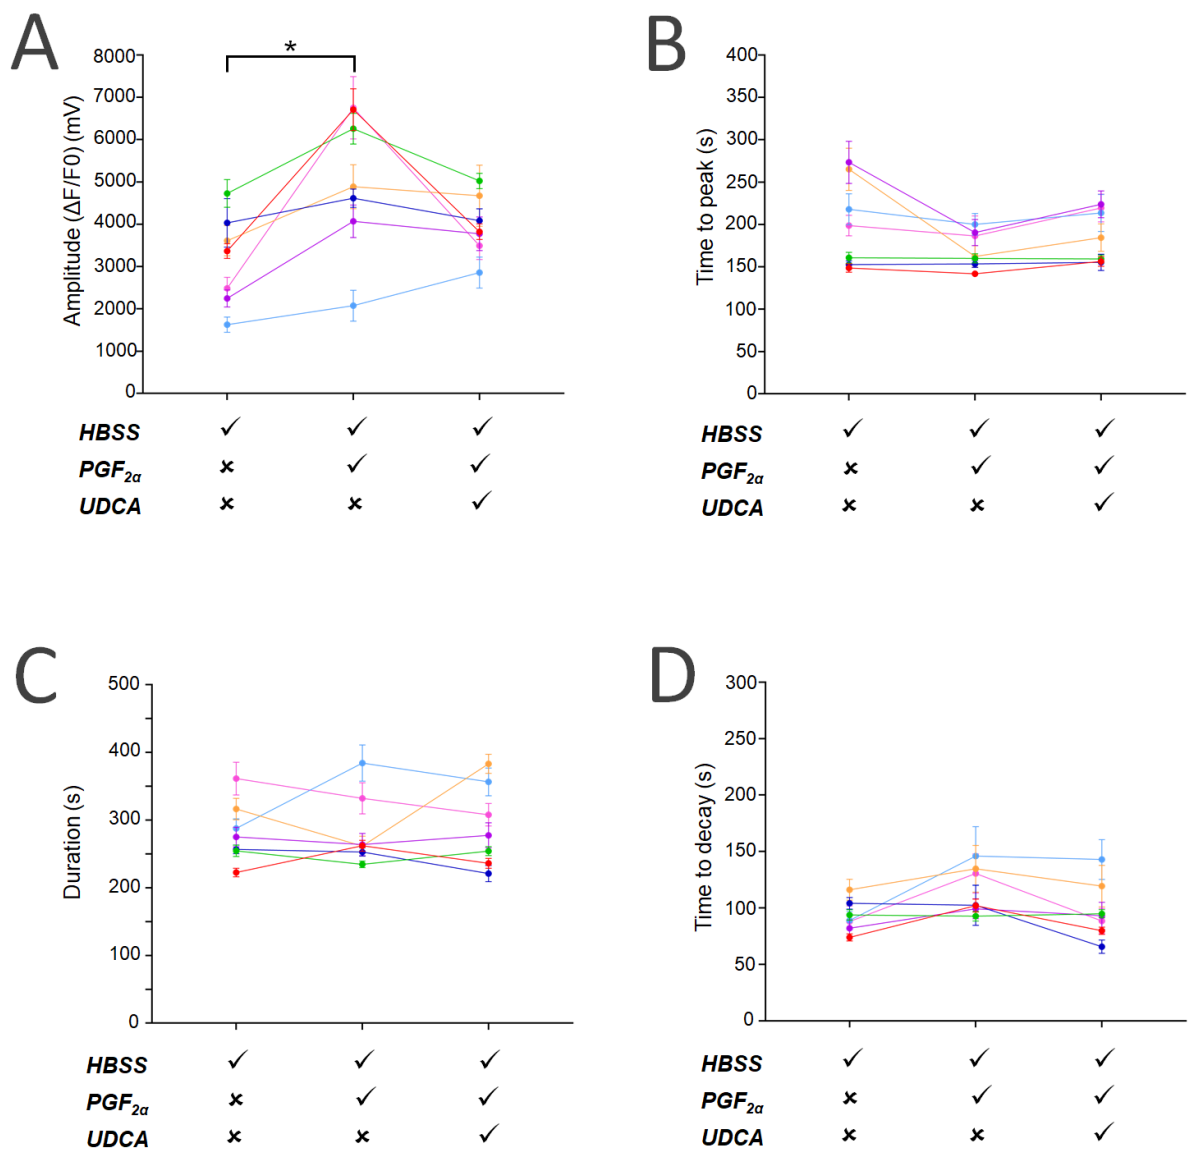 A
*
8000
7000
6000
5000
4000
3000
2000
1000
0
Amplitude (ΔF/F0) (mV)
HBSS ✓ ✓ ✓
PGF2α ✗ ✓ ✓
UDCA ✗ ✗ ✓
B
400
350
300
250
200
150
100
50
0
Time to peak (s)
HBSS ✓ ✓ ✓
PGF2α ✗ ✓ ✓
UDCA ✗ ✗ ✓
C
500
400
300
200
100
0
Duration (s)
HBSS ✓ ✓ ✓
PGF2α ✗ ✓ ✓
UDCA ✗ ✗ ✓
D
300
250
200
150
100
50
0
Time to decay (s)
HBSS ✓ ✓ ✓
PGF2α ✗ ✓ ✓
UDCA ✗ ✗ ✓